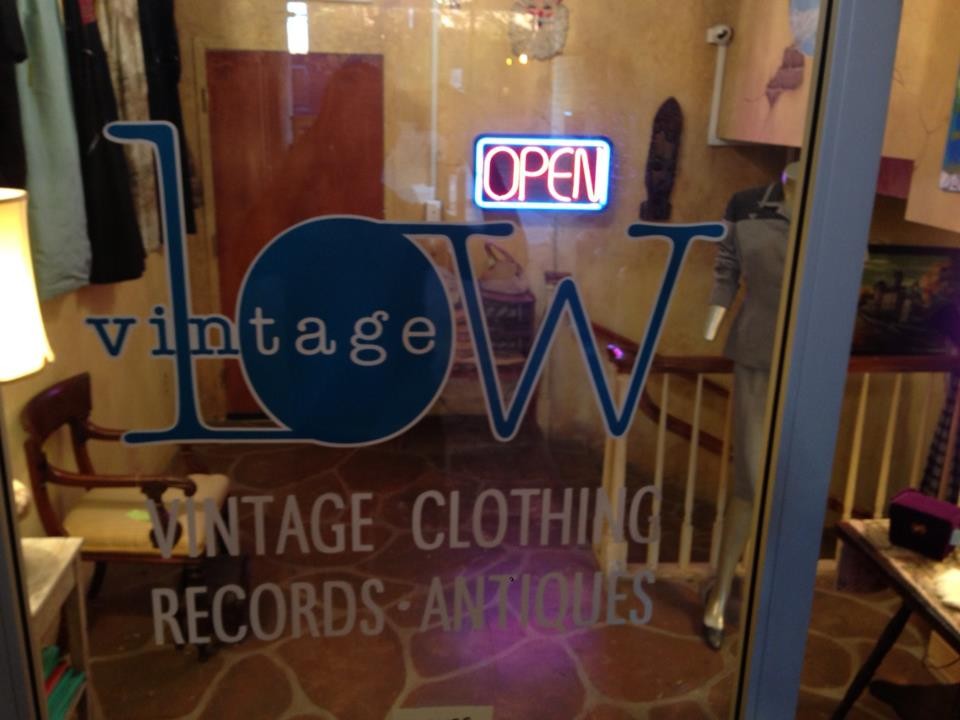 OPEN
low
vintage
VINTAGE CLOTHING
RECORDS · ANTIQUES